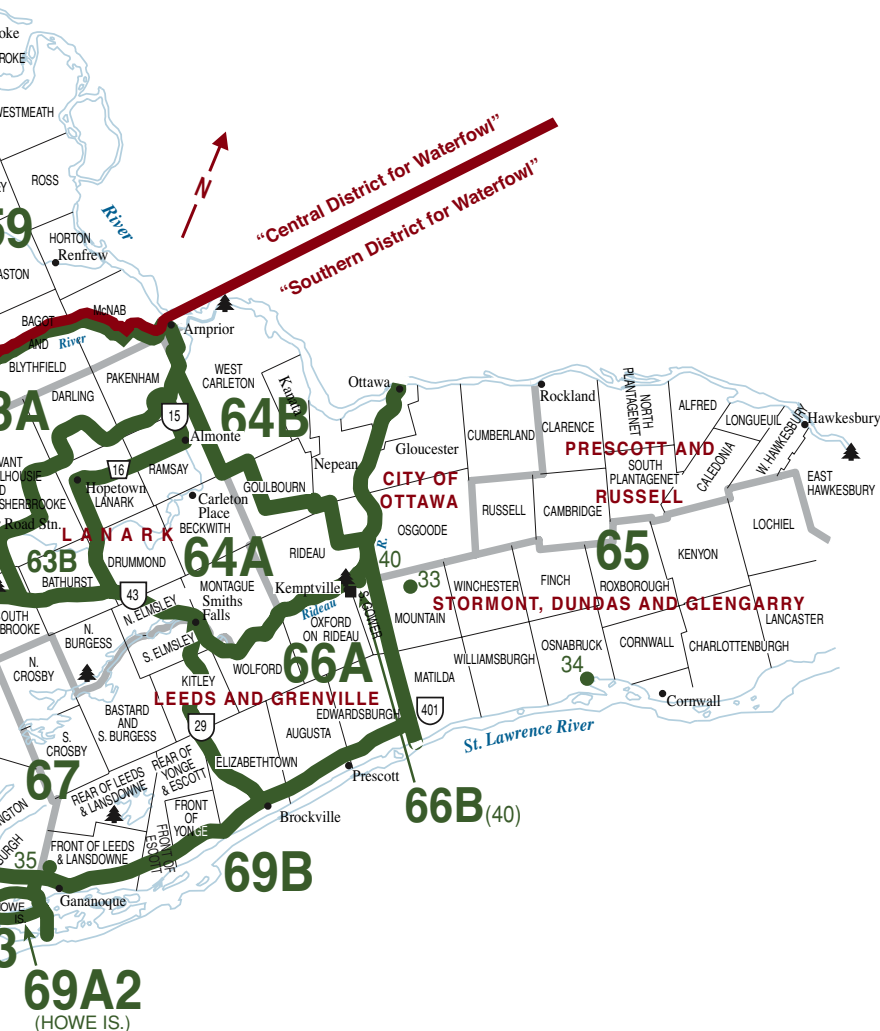 oke
ROKE
WESTMEATH
ROSS
River
N
"Central District for Waterfowl"
"Southern District for Waterfowl"
59
HORTON
Renfrew
McNAB
BAGOT
AND
BLYTHFIELD
River
Arnprior
DARLING
PAKENHAM
WEST
CARLETON
Kanata
64B
15
Almonte
16
RAMSAY
Hopetown
LANARK
SHERBROOKE
Road Stn.
LANARK
Carleton
Place
BECKWITH
GOULBOURN
Nepean
Ottawa
Gloucester
CITY OF
OTTAWA
OSGOODE
CUMBERLAND
Rockland
CLARENCE
NORTH
PLANTAGENET
ALFRED
LONGUEUIL
Hawkesbury
W. HAWKESBURY
CALEDONIA
PRESCOTT AND
RUSSELL
SOUTH
PLANTAGENET
EAST
HAWKESBURY
RUSSELL
CAMBRIDGE
65
LOCHIEL
KENYON
63B
BATHURST
DRUMMOND
64A
RIDEAU
R.
40
33
WINCHESTER
FINCH
ROXBOROUGH
STORMONT, DUNDAS AND GLENGARRY
LANCASTER
43
MONTAGUE
Smiths
Falls
Kemptville
Rideau
OXFORD
ON RIDEAU
S. GOWER
MOUNTAIN
N. ELMSLEY
S. ELMSLEY
N.
BURGESS
N.
CROSBY
KITLEY
WOLFORD
66A
MATILDA
WILLIAMSBURGH
OSNABRUCK
34
CORNWALL
CHARLOTTENBURGH
Cornwall
LEEDS AND GRENVILLE
BASTARD
AND
S. BURGESS
29
EDWARDSBURGH
AUGUSTA
401
St. Lawrence River
S.
CROSBY
67
REAR OF LEEDS
& LANSDOWNE
REAR OF
YONGE
& ESCOTT
ELIZABETHTOWN
Prescott
66B (40)
FRONT
OF
YONGE
FRONT OF
ESCOTT
Brockville
FRONT OF LEEDS
& LANSDOWNE
35
69B
Gananoque
HOWE
IS.
69A2
(HOWE IS.)